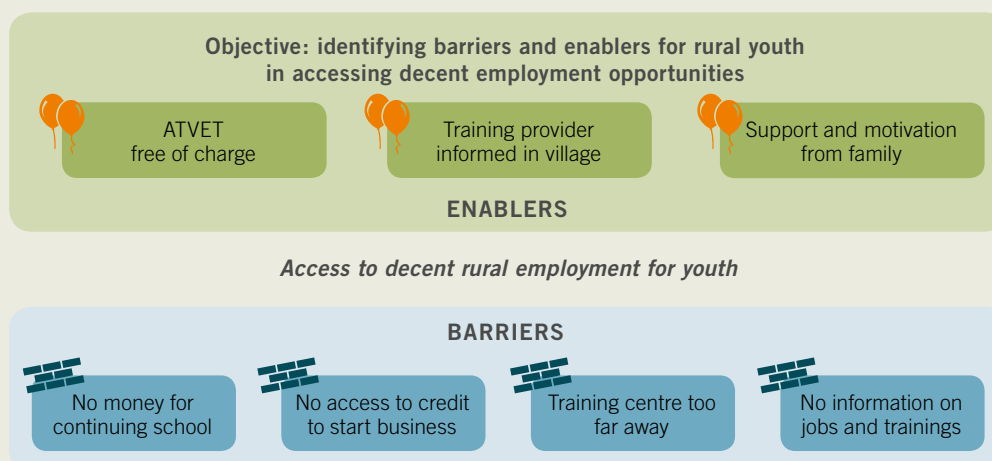 Objective: identifying barriers and enablers for rural youth
in accessing decent employment opportunities
ATVET
free of charge
Training provider
informed in village
Support and motivation
from family
ENABLERS
Access to decent rural employment for youth
BARRIERS
No money for
continuing school
No access to credit
to start business
Training centre too
far away
No information on
jobs and trainings